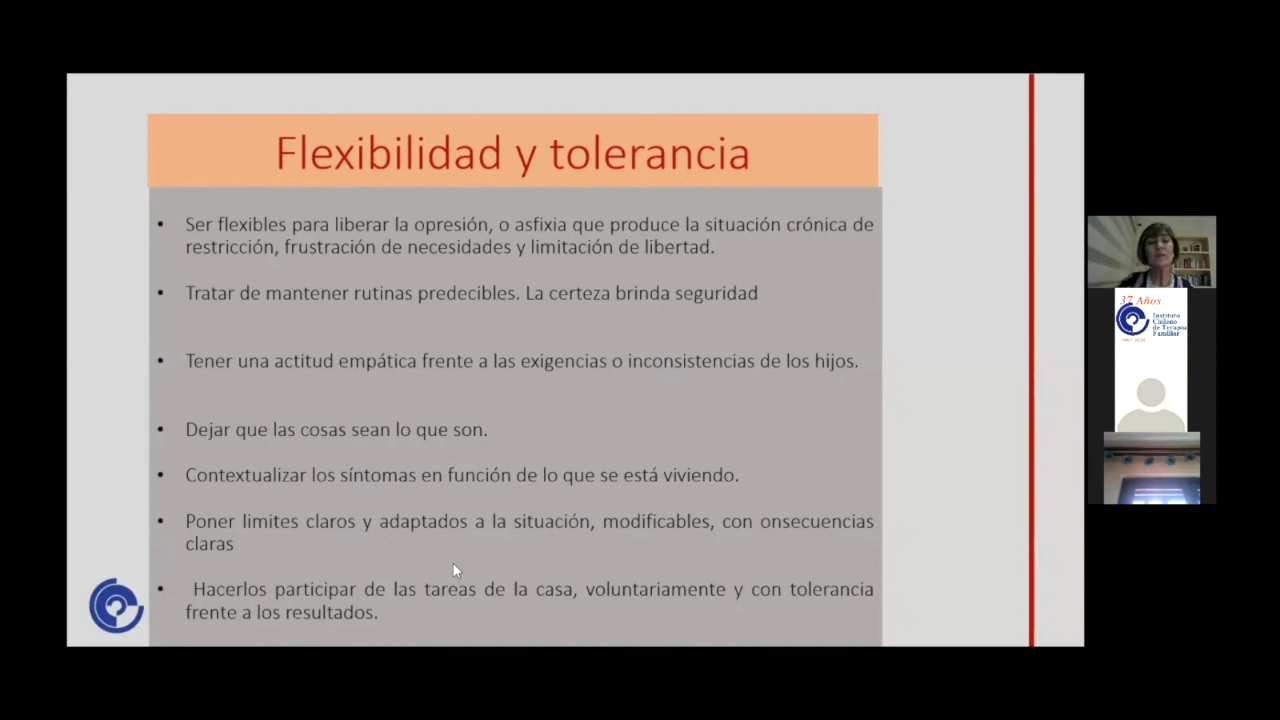 Flexibilidad y tolerancia
• Ser flexibles para liberar la opresión, o asfixia que produce la situación crónica de
restricción, frustración de necesidades y limitación de libertad.
• Tratar de mantener rutinas predecibles. La certeza brinda seguridad
• Tener una actitud empática frente a las exigencias o inconsistencias de los hijos.
• Dejar que las cosas sean lo que son.
• Contextualizar los síntomas en función de lo que se está viviendo.
• Poner limites claros y adaptados a la situación, modificables, con onsecuencias
claras
• Hacerlos participar de las tareas de la casa, voluntariamente y con tolerancia
frente a los resultados.
37 Años
Instituto
Chileno
de Terapia
Familiar